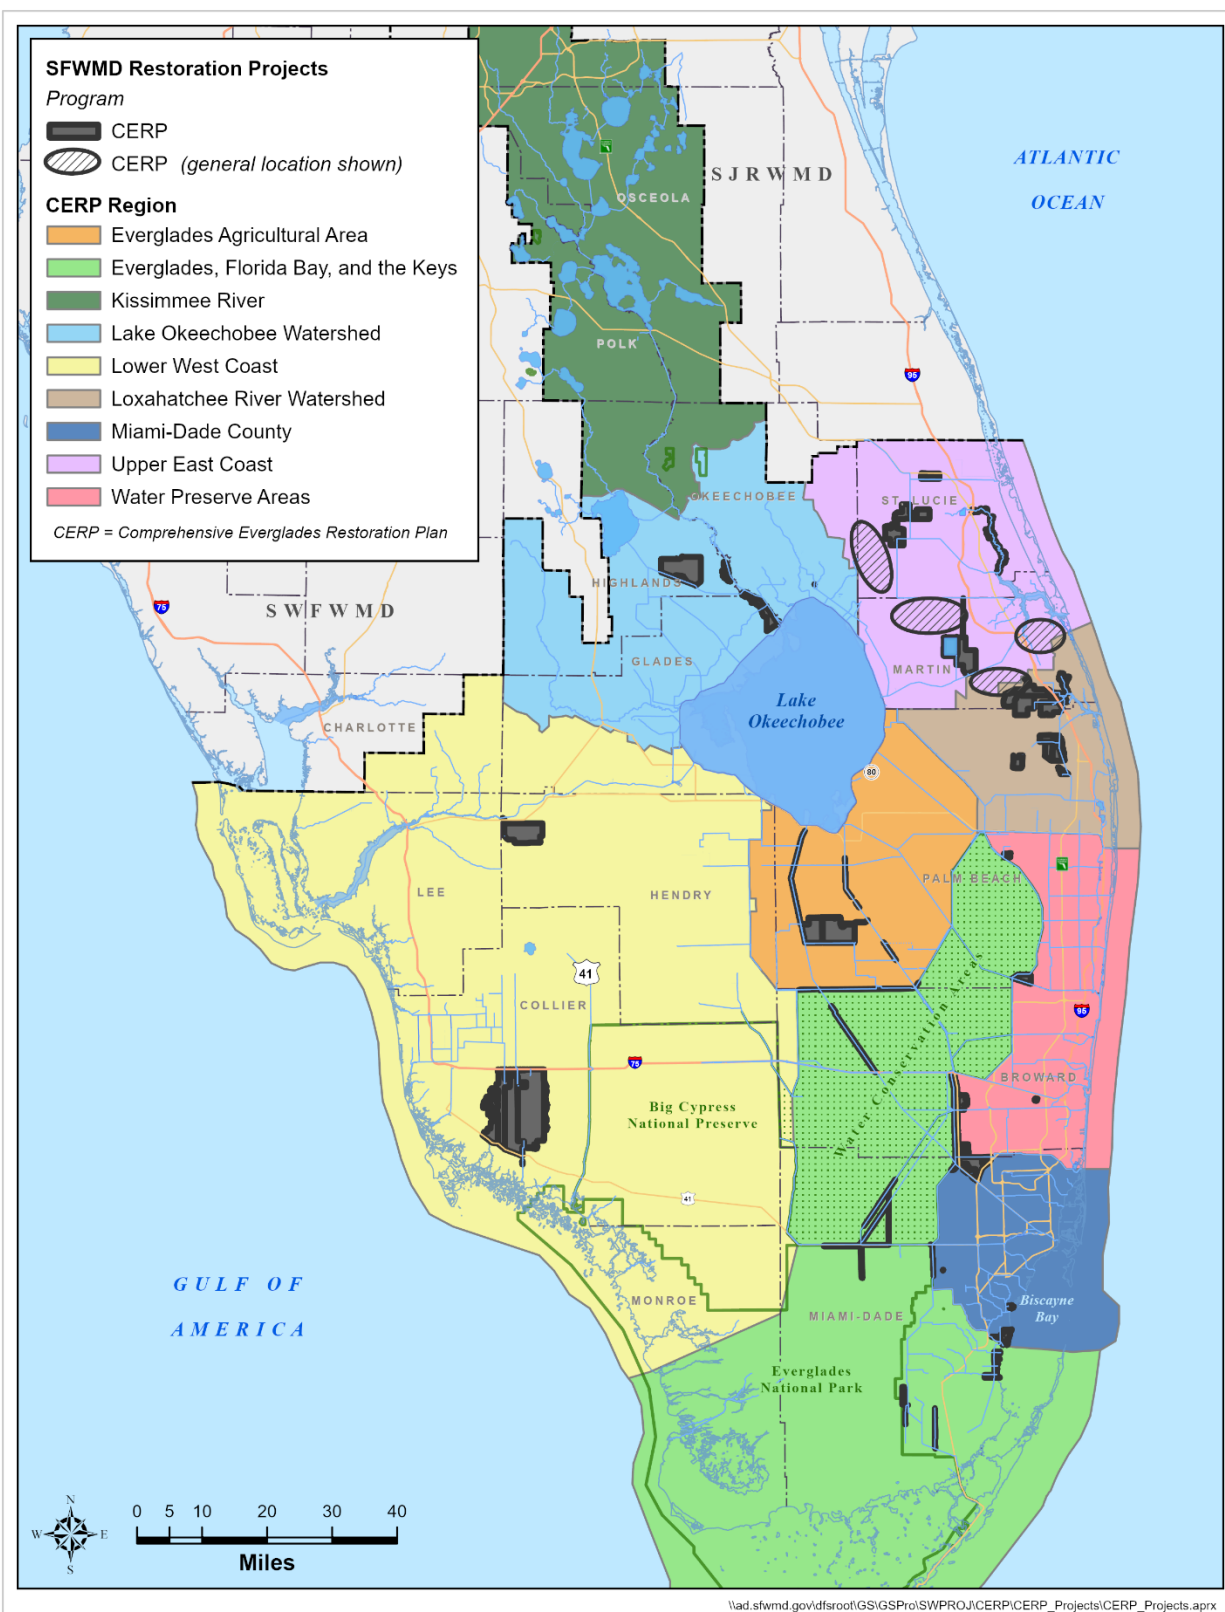 SFWMD Restoration Projects
Program
CERP
CERP (general location shown)
CERP Region
Everglades Agricultural Area
Everglades, Florida Bay, and the Keys
Kissimmee River
Lake Okeechobee Watershed
Lower West Coast
Loxahatchee River Watershed
Miami-Dade County
Upper East Coast
Water Preserve Areas
CERP = Comprehensive Everglades Restoration Plan
ATLANTIC
OCEAN
SJRWMD
OSCEOLA
POLK
95
OKEECHOBEE
ST. LUCIE
HIGHLANDS
75
SWFWMD
GLADES
MARTIN
Lake
Okeechobee
CHARLOTTE
80
LEE
HENDRY
PALM BEACH
41
COLLIER
Water Conservation Areas
95
75
BROWARD
Big Cypress
National Preserve
41
GULF OF
AMERICA
MONROE
MIAMI-DADE
Biscayne
Bay
Everglades
National Park
N
W E
S
0 5 10 20 30 40
Miles
\\ad.sfwmd.gov\dfsroot\GS\GSPro\SWPROJ\CERP\CERP_Projects\CERP_Projects.aprx